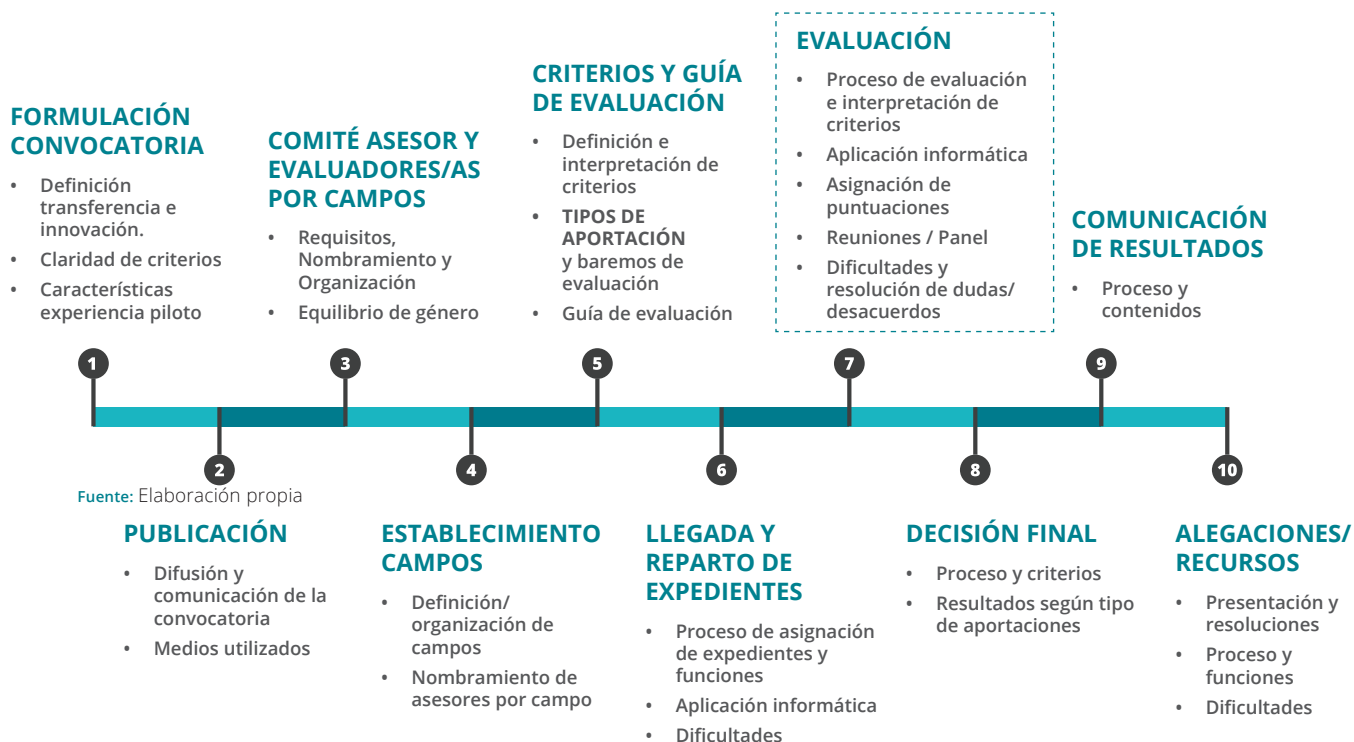 FORMULACIÓN
CONVOCATORIA
• Definición
transferencia e
innovación.
• Claridad de criterios
• Características
experiencia piloto
COMITÉ ASESOR Y
EVALUADORES/AS
POR CAMPOS
• Requisitos,
Nombramiento y
Organización
• Equilibrio de género
CRITERIOS Y GUÍA
DE EVALUACIÓN
• Definición e
interpretación de
criterios
• TIPOS DE
APORTACIÓN
y baremos de
evaluación
• Guía de evaluación
EVALUACIÓN
• Proceso de evaluación
e interpretación de
criterios
• Aplicación informática
• Asignación de
puntuaciones
• Reuniones / Panel
• Dificultades y
resolución de dudas/
desacuerdos
COMUNICACIÓN
DE RESULTADOS
• Proceso y
contenidos
1
3
5
7
9
2
4
6
8
10
Fuente: Elaboración propia
PUBLICACIÓN
• Difusión y
comunicación de la
convocatoria
• Medios utilizados
ESTABLECIMIENTO
CAMPOS
• Definición/
organización de
campos
• Nombramiento de
asesores por campo
LLEGADA Y
REPARTO DE
EXPEDIENTES
• Proceso de asignación
de expedientes y
funciones
• Aplicación informática
• Dificultades
DECISIÓN FINAL
• Proceso y criterios
• Resultados según tipo
de aportaciones
ALEGACIONES/
RECURSOS
• Presentación y
resoluciones
• Proceso y
funciones
• Dificultades